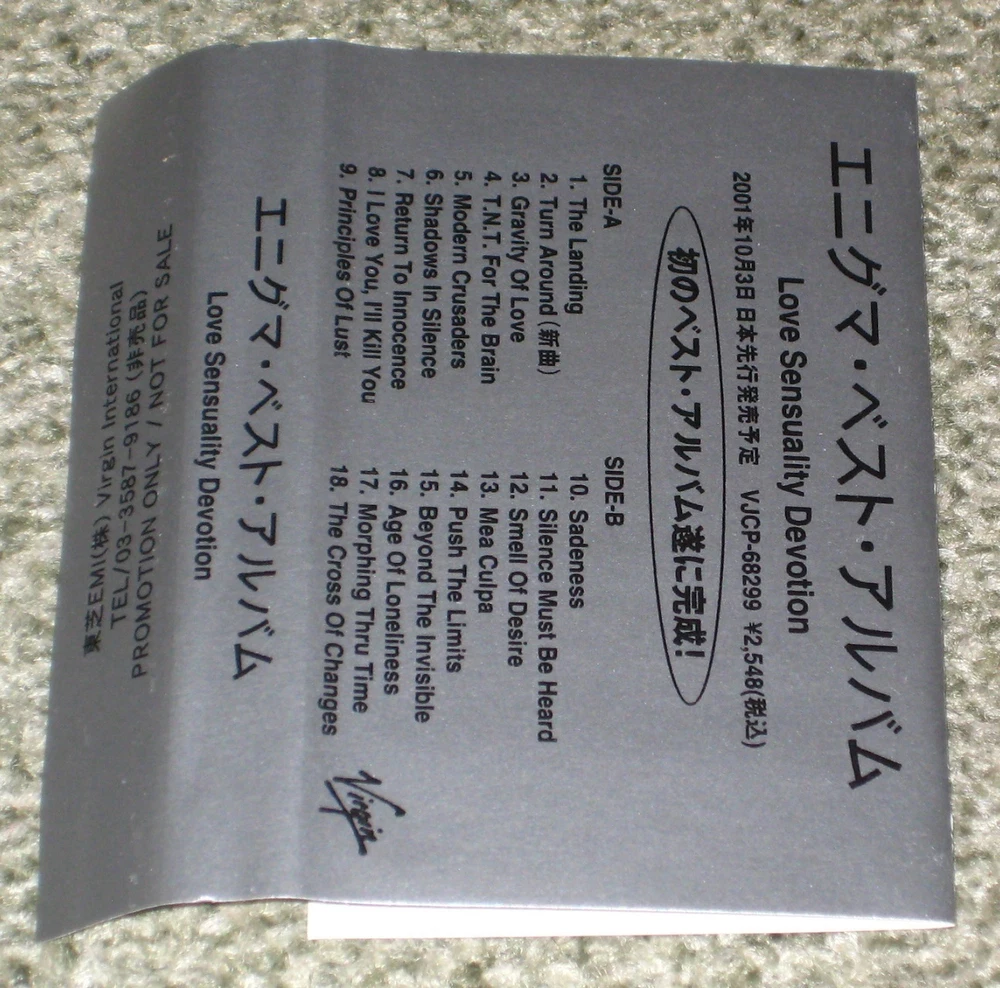 エニグマ・ベスト・アルバム
Love Sensuality Devotion
2001年10月3日日本先行発売予定 VJCP-68299 ¥2,548(税込)
初のベスト・アルバム遂に完成!
SIDE-A
1. The Landing
2. Turn Around (新曲)
3. Gravity Of Love
4. T.N.T. For The Brain
5. Modern Crusaders
6. Shadows In Silence
7. Return To Innocence
8. I Love You, I'll Kill You
9. Principles Of Lust
SIDE-B
10. Sadeness
11. Silence Must Be Heard
12. Smell Of Desire
13. Mea Culpa
14. Push The Limits
15. Beyond The Invisible
16. Age Of Loneliness
17. Morphing Thru Time
18. The Cross Of Changes
Virgin
エニグマ・ベスト・アルバム
Love Sensuality Devotion
PROMOTION ONLY / NOT FOR SALE
TEL/03-3587-9186 (非売品)
東芝EMI(株) Virgin International